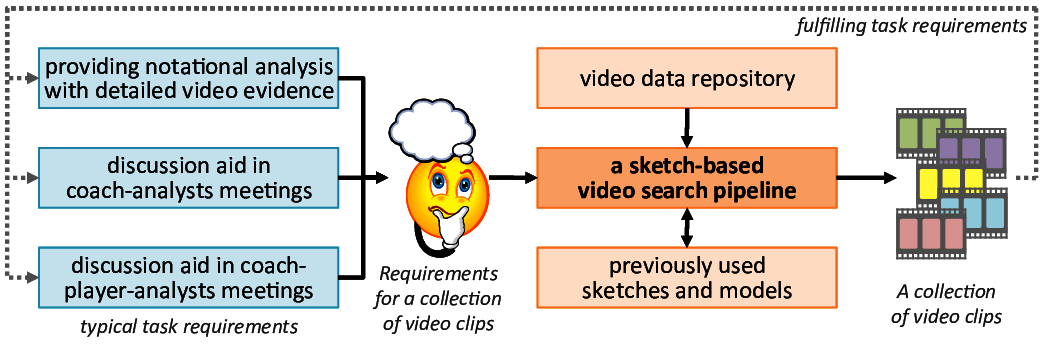 fulfilling task requirements
providing notational analysis
with detailed video evidence
discussion aid in
coach-analysts meetings
discussion aid in coach-
player-analysts meetings
typical task requirements
Requirements
for a collection
of video clips
video data repository
a sketch-based
video search pipeline
previously used
sketches and models
A collection
of video clips